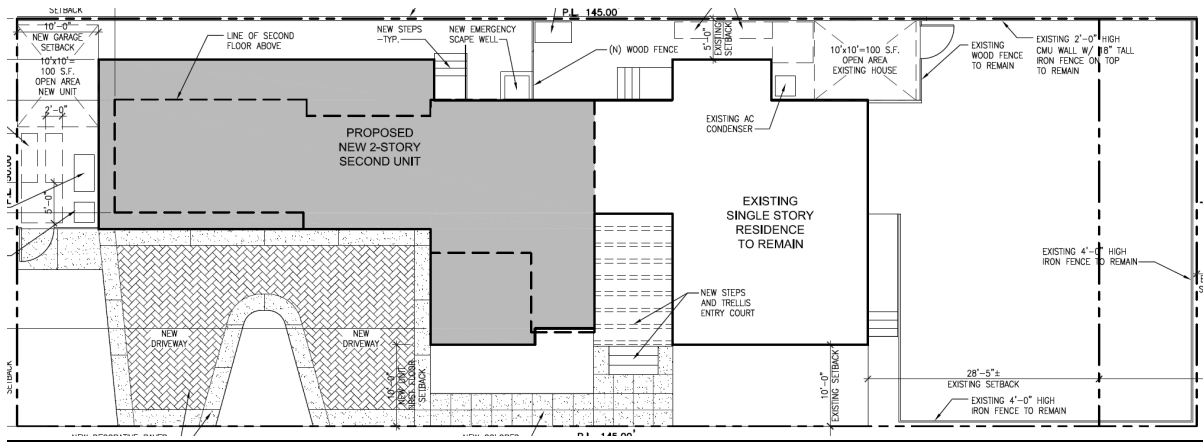 SETBACK
10'-0"
NEW GARAGE
SETBACK
10'x10'=
100 S.F.
OPEN AREA
NEW UNIT
2'-0"
5'-0"
LINE OF SECOND
FLOOR ABOVE
NEW STEPS
-TYP.
NEW EMERGENCY
SCAPE WELL
P.L. 145.00'
(N) WOOD FENCE
5'-0"
EXISTING
SETBACK
10'x10'=100 S.F.
OPEN AREA
EXISTING HOUSE
EXISTING
WOOD FENCE
TO REMAIN
EXISTING 2'-0" HIGH
CMU WALL W/ 18" TALL
IRON FENCE ON TOP
TO REMAIN
EXISTING AC
CONDENSER
PROPOSED
NEW 2-STORY
SECOND UNIT
EXISTING
SINGLE STORY
RESIDENCE
TO REMAIN
EXISTING 4'-0" HIGH
IRON FENCE TO REMAIN
NEW STEPS
AND TRELLIS
ENTRY COURT
NEW
DRIVEWAY
NEW
DRIVEWAY
SETBACK
10'-0"
NEW UNIT
FIRST FLOOR
SETBACK
10'-0"
EXISTING SETBACK
28'-5"±
EXISTING SETBACK
EXISTING 4'-0" HIGH
IRON FENCE TO REMAIN
NEW DECORATIVE PAVER
NEW COLORED
P.L. 145.00'